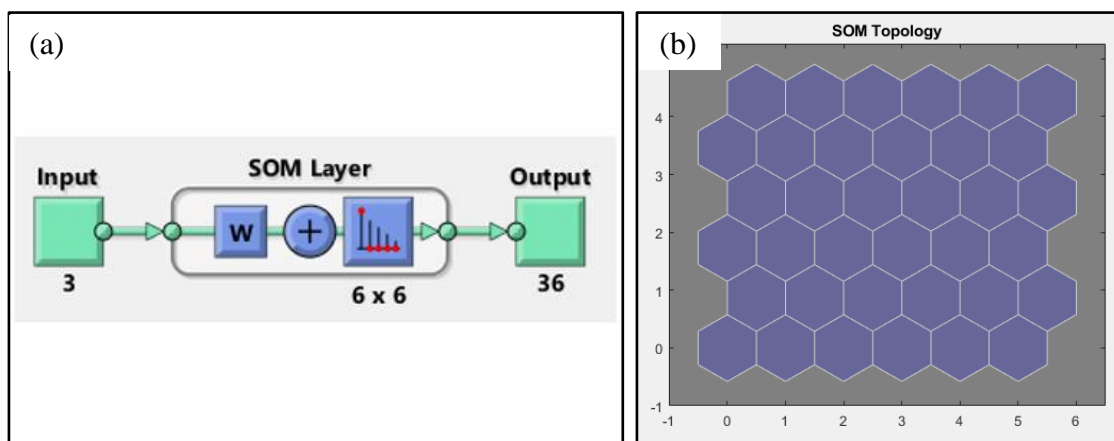 (a)
Input
SOM Layer
Output
W
+
3
6 x 6
36
(b)
SOM Topology
4
3
2
1
0
-1
-1 0 1 2 3 4 5 6